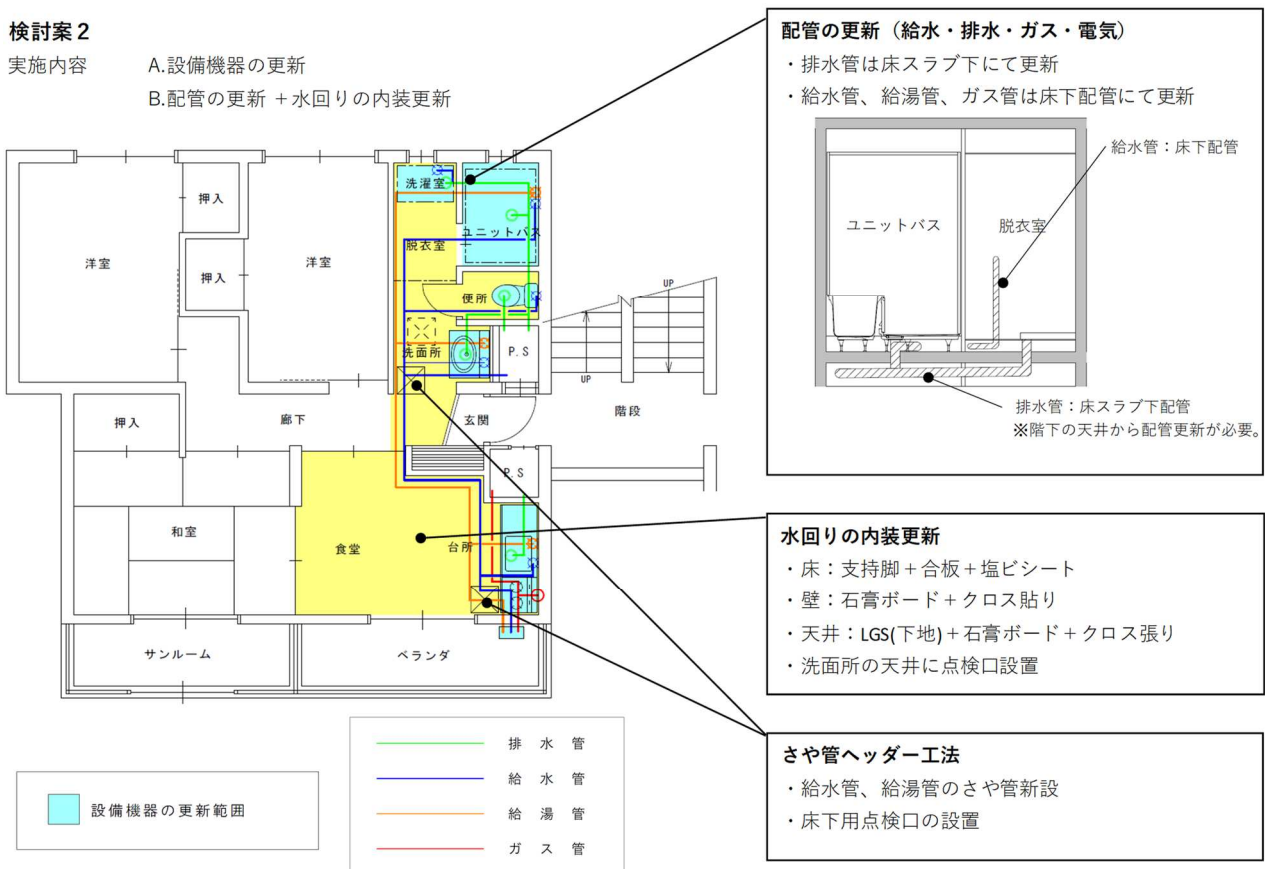 検討案２
実施内容　A.設備機器の更新
B.配管の更新 + 水回りの内装更新
配管の更新（給水・排水・ガス・電気）
・排水管は床スラブ下にて更新
・給水管、給湯管、ガス管は床下配管にて更新
給水管：床下配管
ユニットバス
脱衣室
排水管：床スラブ下配管
※階下の天井から配管更新が必要。
洋室
押入
押入
洋室
洗濯室
脱衣室
ユニットバス
便所
洗面所
P.S
UP
UP
階段
押入
廊下
玄関
P.S
和室
食堂
台所
サンルーム
ベランダ
水回りの内装更新
・床：支持脚＋合板＋塩ビシート
・壁：石膏ボード＋クロス貼り
・天井：LGS(下地)＋石膏ボード＋クロス張り
・洗面所の天井に点検口設置
さや管ヘッダー工法
・給水管、給湯管のさや管新設
・床下用点検口の設置
設備機器の更新範囲
排水管
給水管
給湯管
ガス管